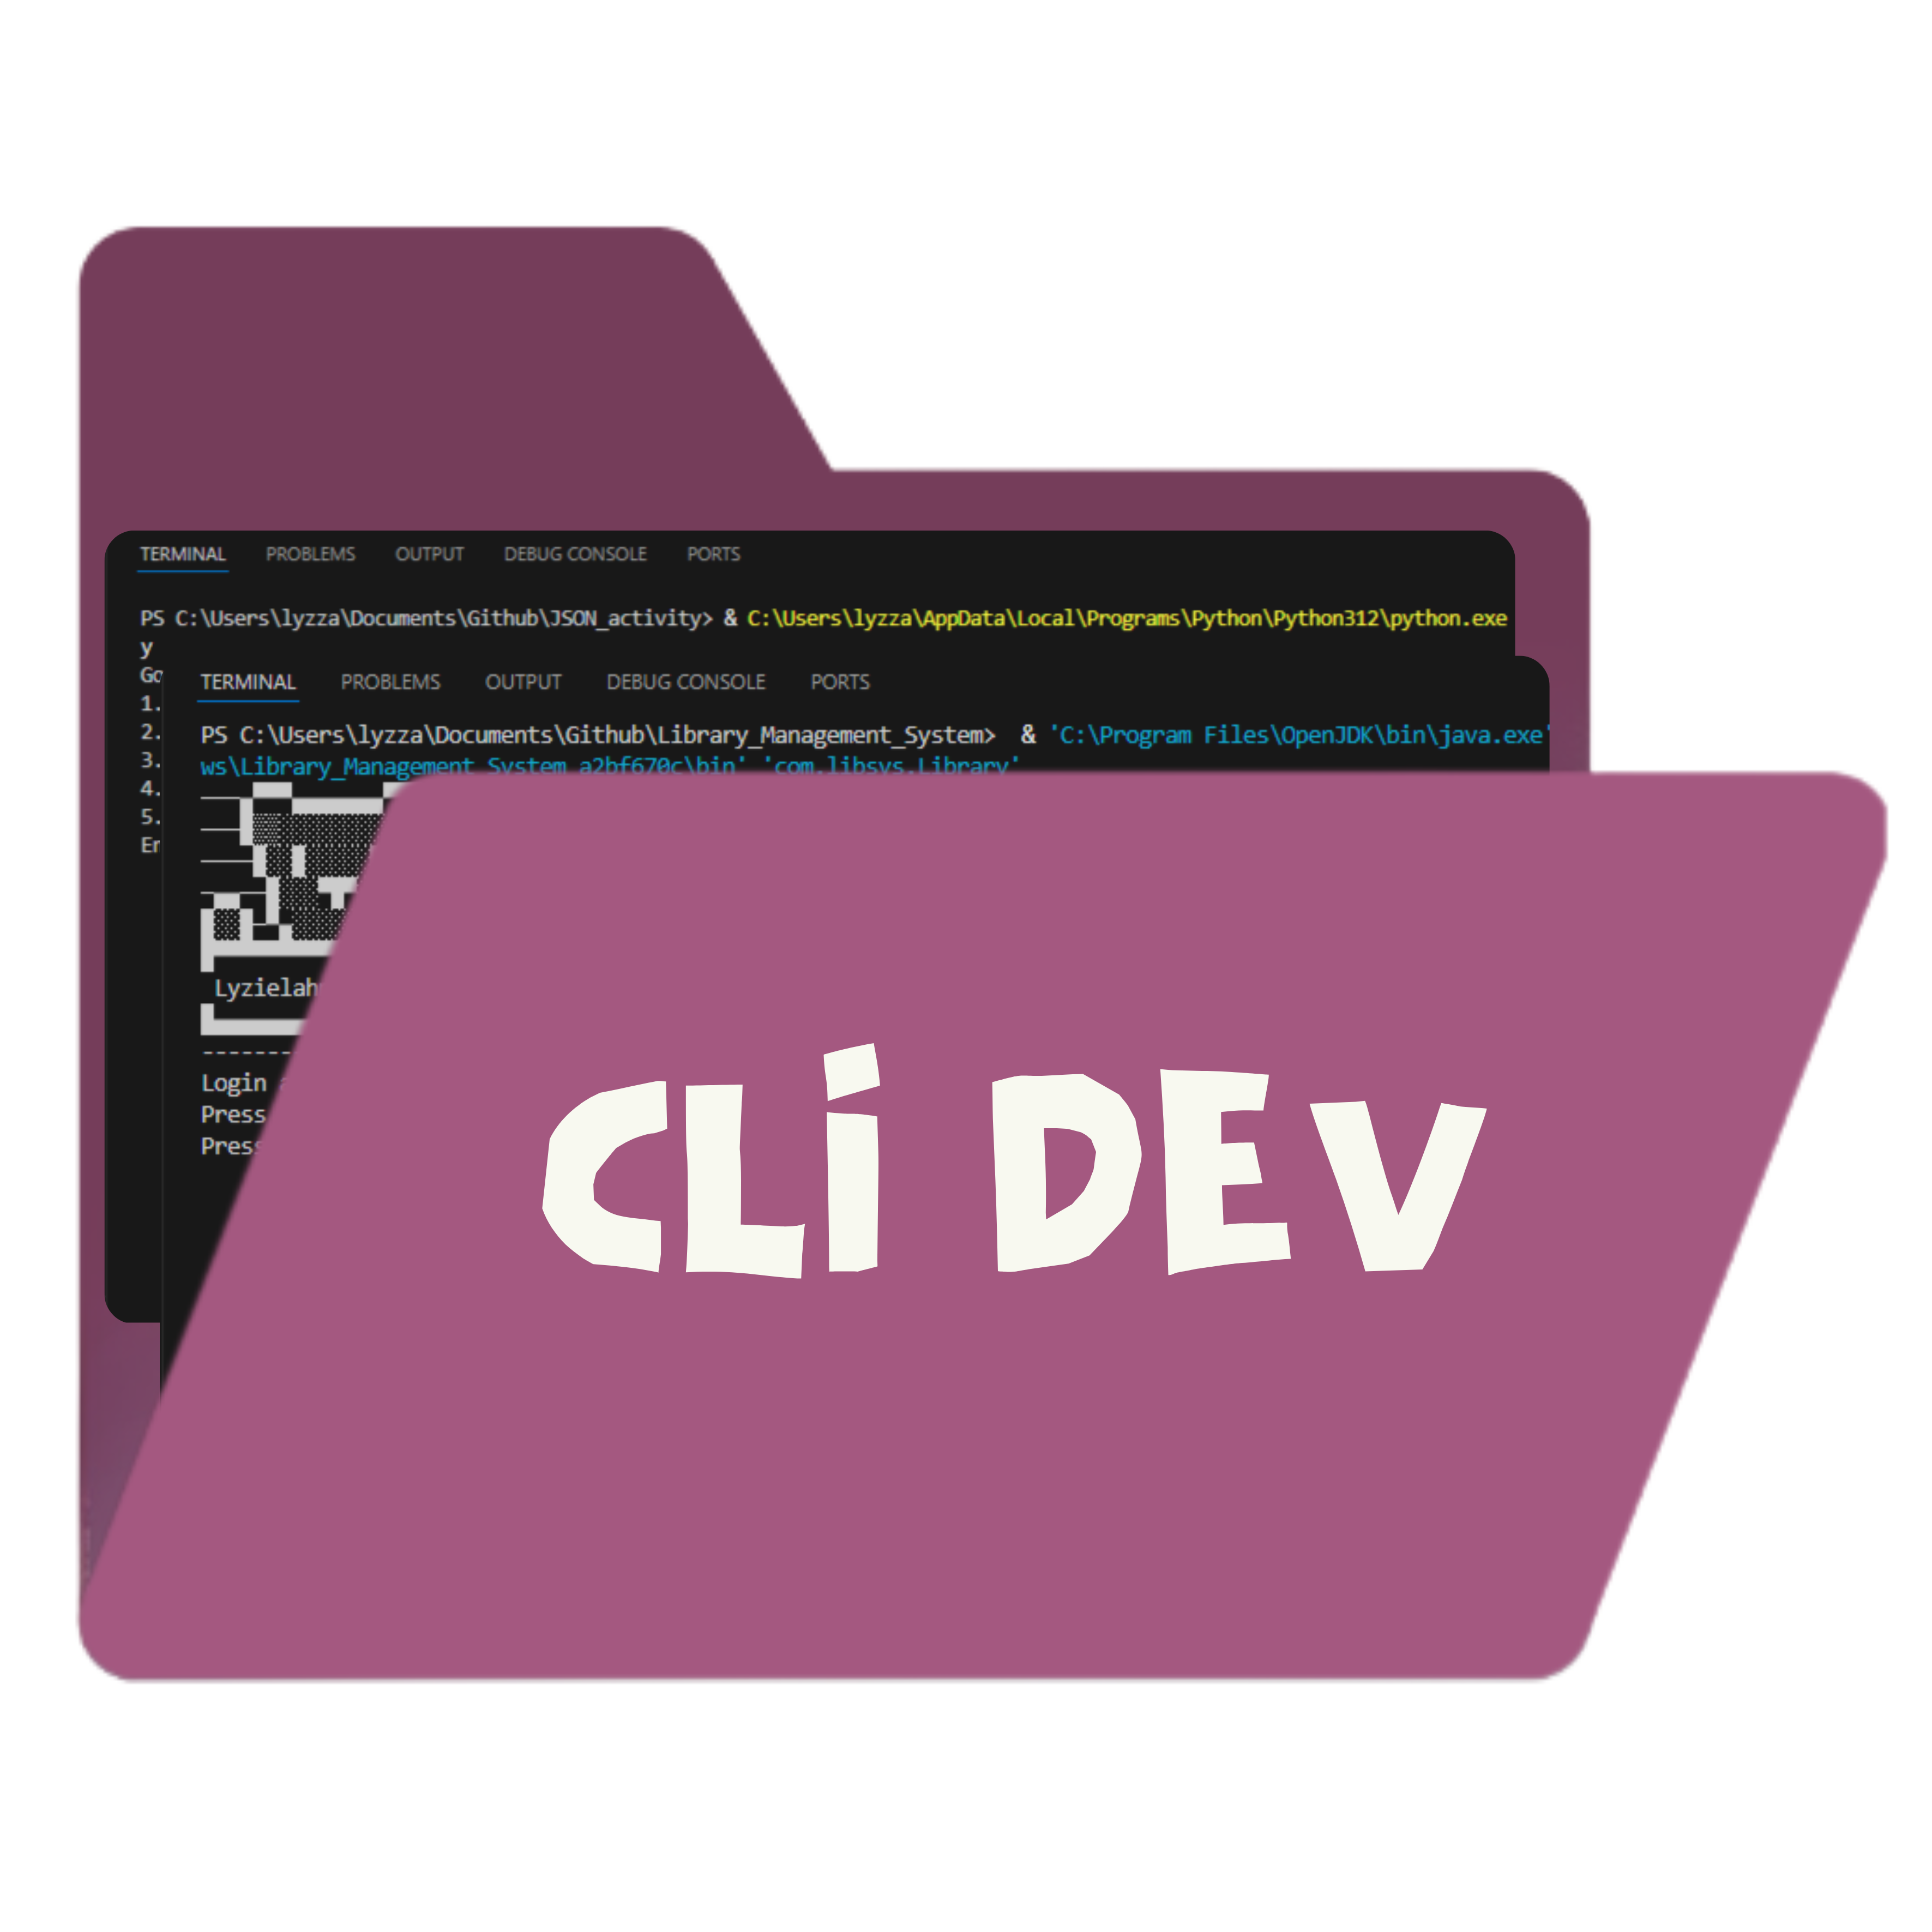 TERMINAL PROBLEMS OUTPUT DEBUG CONSOLE PORTS
PS C:\Users\lyzza\Documents\Github\JSON_activity> & C:\Users\lyzza\AppData\Local\Programs\Python\Python312\python.exe
y
Go
1.
2.
3.
4.
5.
En
TERMINAL PROBLEMS OUTPUT DEBUG CONSOLE PORTS
PS C:\Users\lyzza\Documents\Github\Library_Management_System> & 'C:\Program Files\OpenJDK\bin\java.exe'
ws\Library_Management_System_a2bf670c\bin' 'com.libsys.Library'
Lyzielah
-------
Login
Press
Press
CLi DEV